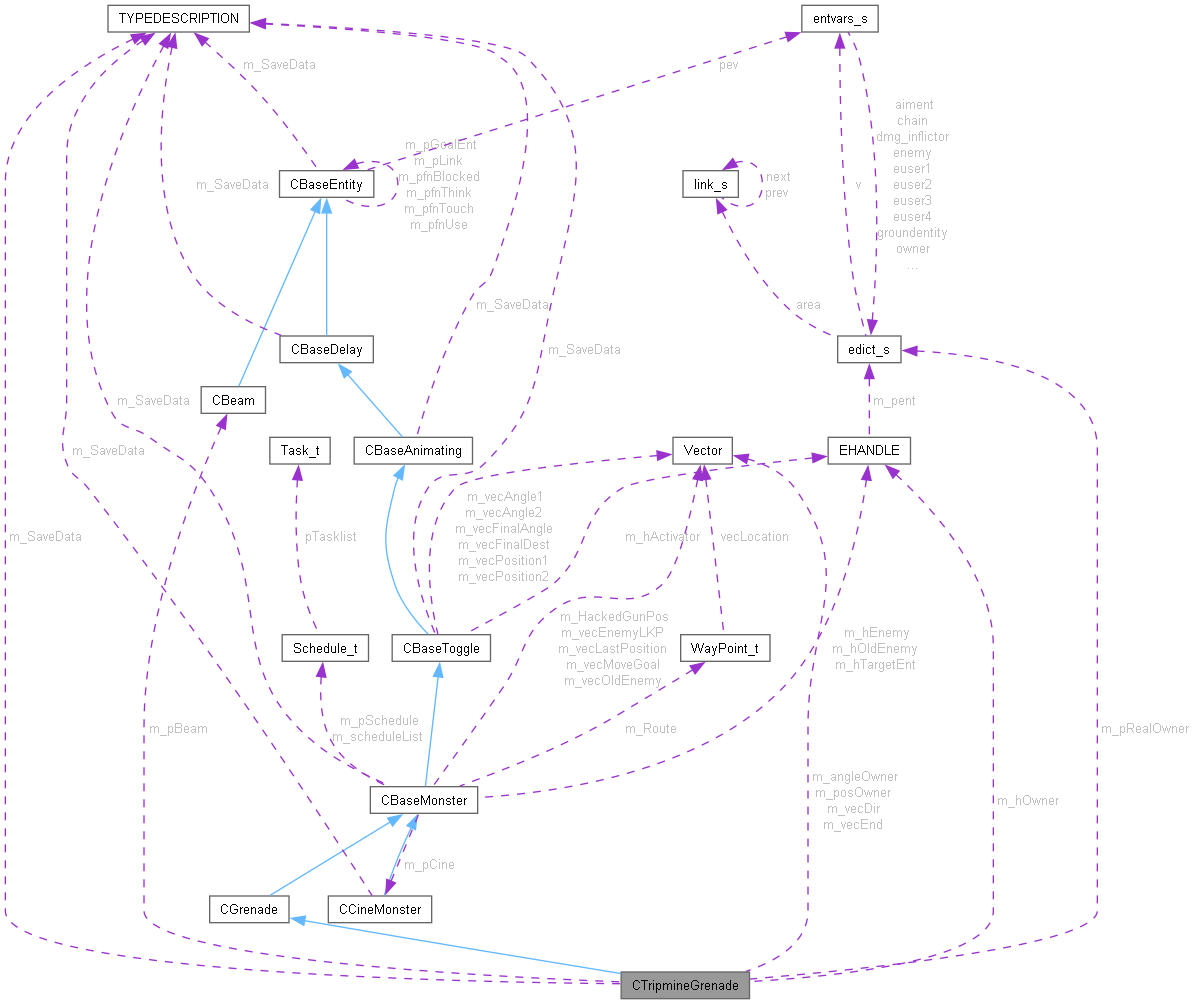 TYPEDESCRIPTION
entvars_s
m_SaveData
pev
aiment
chain
dmg_inflictor
enemy
euser1
euser2
euser3
euser4
groundentity
owner
...
m_pGoalEnt
m_pLink
m_pfnBlocked
m_pfnThink
m_pfnTouch
m_pfnUse
CBaseEntity
m_SaveData
link_s
next
prev
v
m_SaveData
area
CBaseDelay
m_SaveData
edict_s
CBeam
m_SaveData
m_pent
Task_t
CBaseAnimating
Vector
EHANDLE
m_SaveData
m_SaveData
pTasklist
m_vecAngle1
m_vecAngle2
m_vecFinalAngle
m_vecFinalDest
m_vecPosition1
m_vecPosition2
m_hActivator
vecLocation
Schedule_t
CBaseToggle
WayPoint_t
m_HackedGunPos
m_vecEnemyLKP
m_vecLastPosition
m_vecMoveGoal
m_vecOldEnemy
m_hEnemy
m_hOldEnemy
m_hTargetEnt
m_pBeam
m_pSchedule
m_scheduleList
m_Route
m_pRealOwner
CBaseMonster
m_angleOwner
m_posOwner
m_vecDir
m_vecEnd
m_hOwner
m_pCine
CGrenade
CCineMonster
CTripmineGrenade